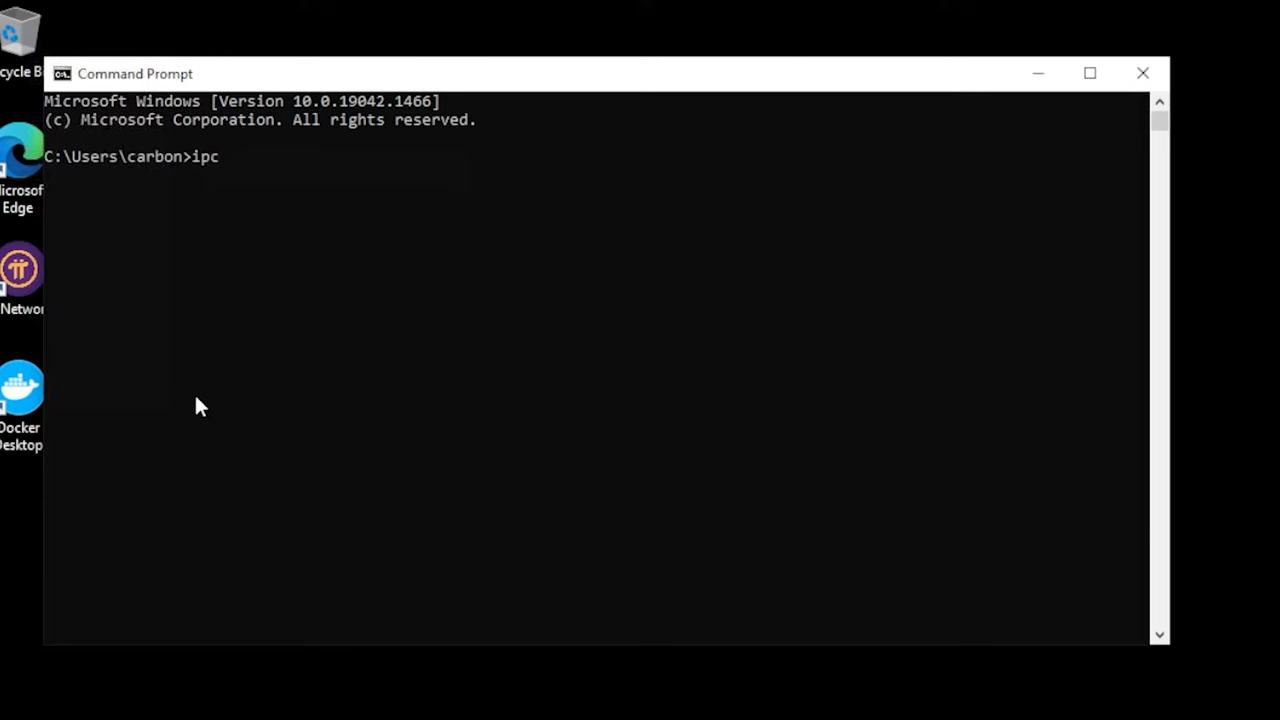 cycle B
Microsoft
Edge
Networ
Docker
Desktop
C:\. Command Prompt
Microsoft Windows [Version 10.0.19042.1466]
(c) Microsoft Corporation. All rights reserved.
C:\Users\carbon>ipc